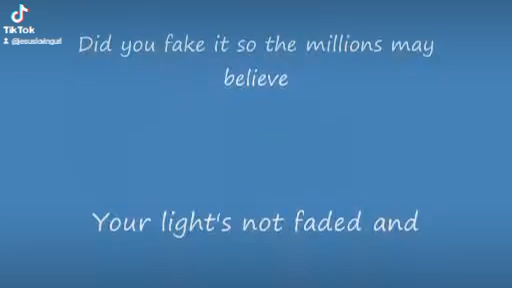 TikTok
Did you fake it so the millions may
believe
Your light's not faded and